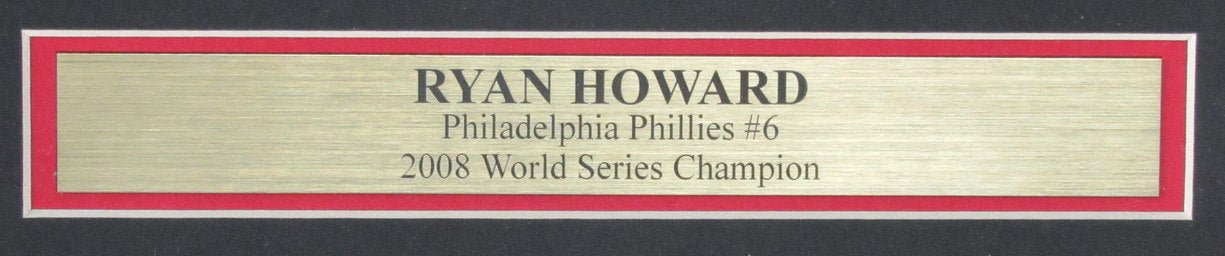 RYAN HOWARD
Philadelphia Phillies #6
2008 World Series Champion